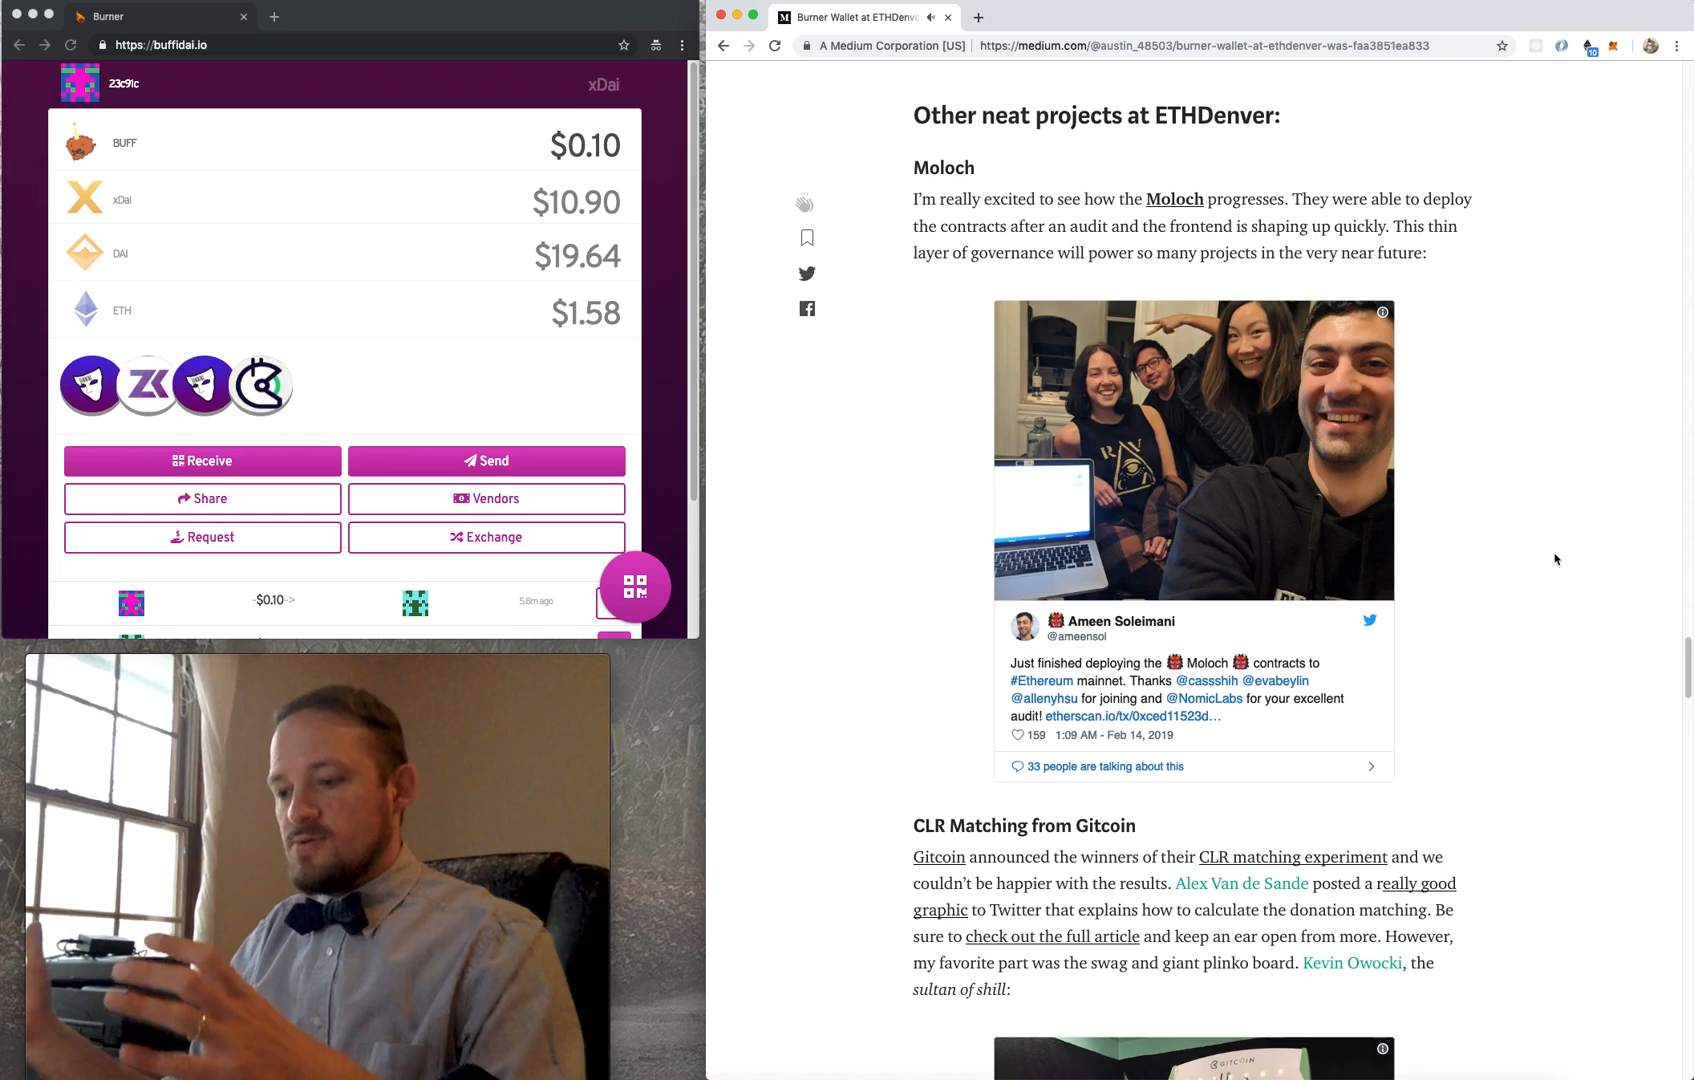 Burner
https://buffidai.io
23c91c
xDai
BUFF
$0.10
xDai
$10.90
DAI
$19.64
ETH
$1.58
Receive
Send
Share
Vendors
Request
Exchange
-$0.10->
5.8m ago
Burner Wallet at ETHDenve
A Medium Corporation [US]
https://medium.com/@austin_48503/burner-wallet-at-ethdenver-was-faa3851ea833
10
Other neat projects at ETHDenver:
Moloch
I'm really excited to see how the Moloch progresses. They were able to deploy
the contracts after an audit and the frontend is shaping up quickly. This thin
layer of governance will power so many projects in the very near future:
Ameen Soleimani
@ameensol
Just finished deploying the 👹 Moloch 👹 contracts to
#Ethereum mainnet. Thanks @cassshih @evabeylin
@allenyhsu for joining and @NomicLabs for your excellent
audit! etherscan.io/tx/0xced11523d…
159 1:09 AM - Feb 14, 2019
33 people are talking about this
CLR Matching from Gitcoin
Gitcoin announced the winners of their CLR matching experiment and we
couldn't be happier with the results. Alex Van de Sande posted a really good
graphic to Twitter that explains how to calculate the donation matching. Be
sure to check out the full article and keep an ear open from more. However,
my favorite part was the swag and giant plinko board. Kevin Owocki, the
sultan of shill:
GITCOIN